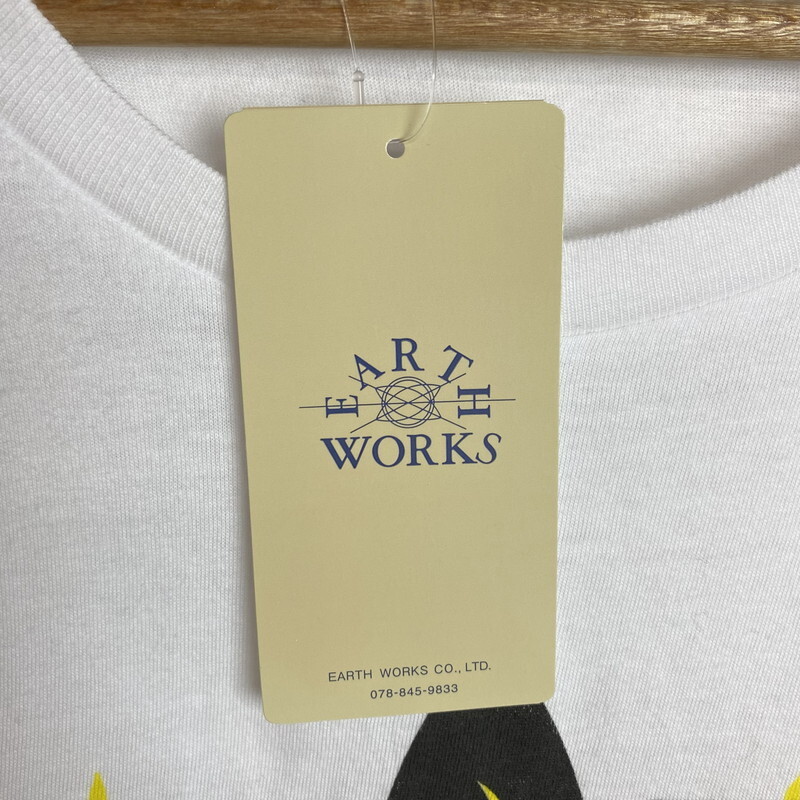 EARTH
WORKS
EARTH WORKS CO., LTD.
078-845-9833